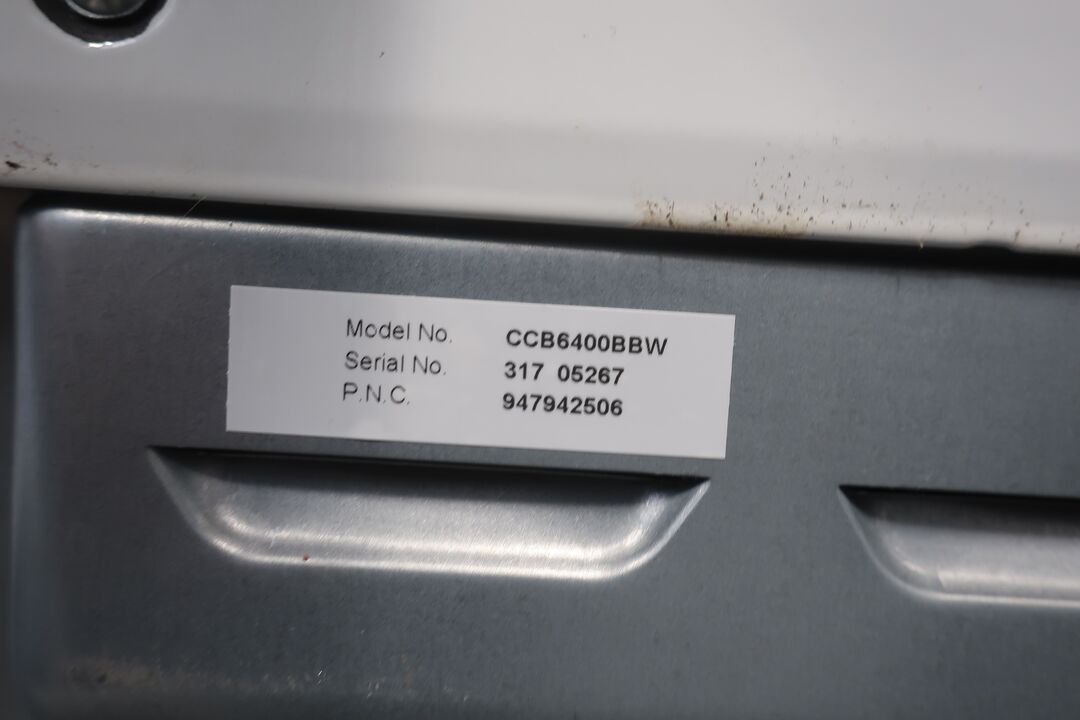 Model No. CCB6400BBW
Serial No. 317 05267
P.N.C. 947942506